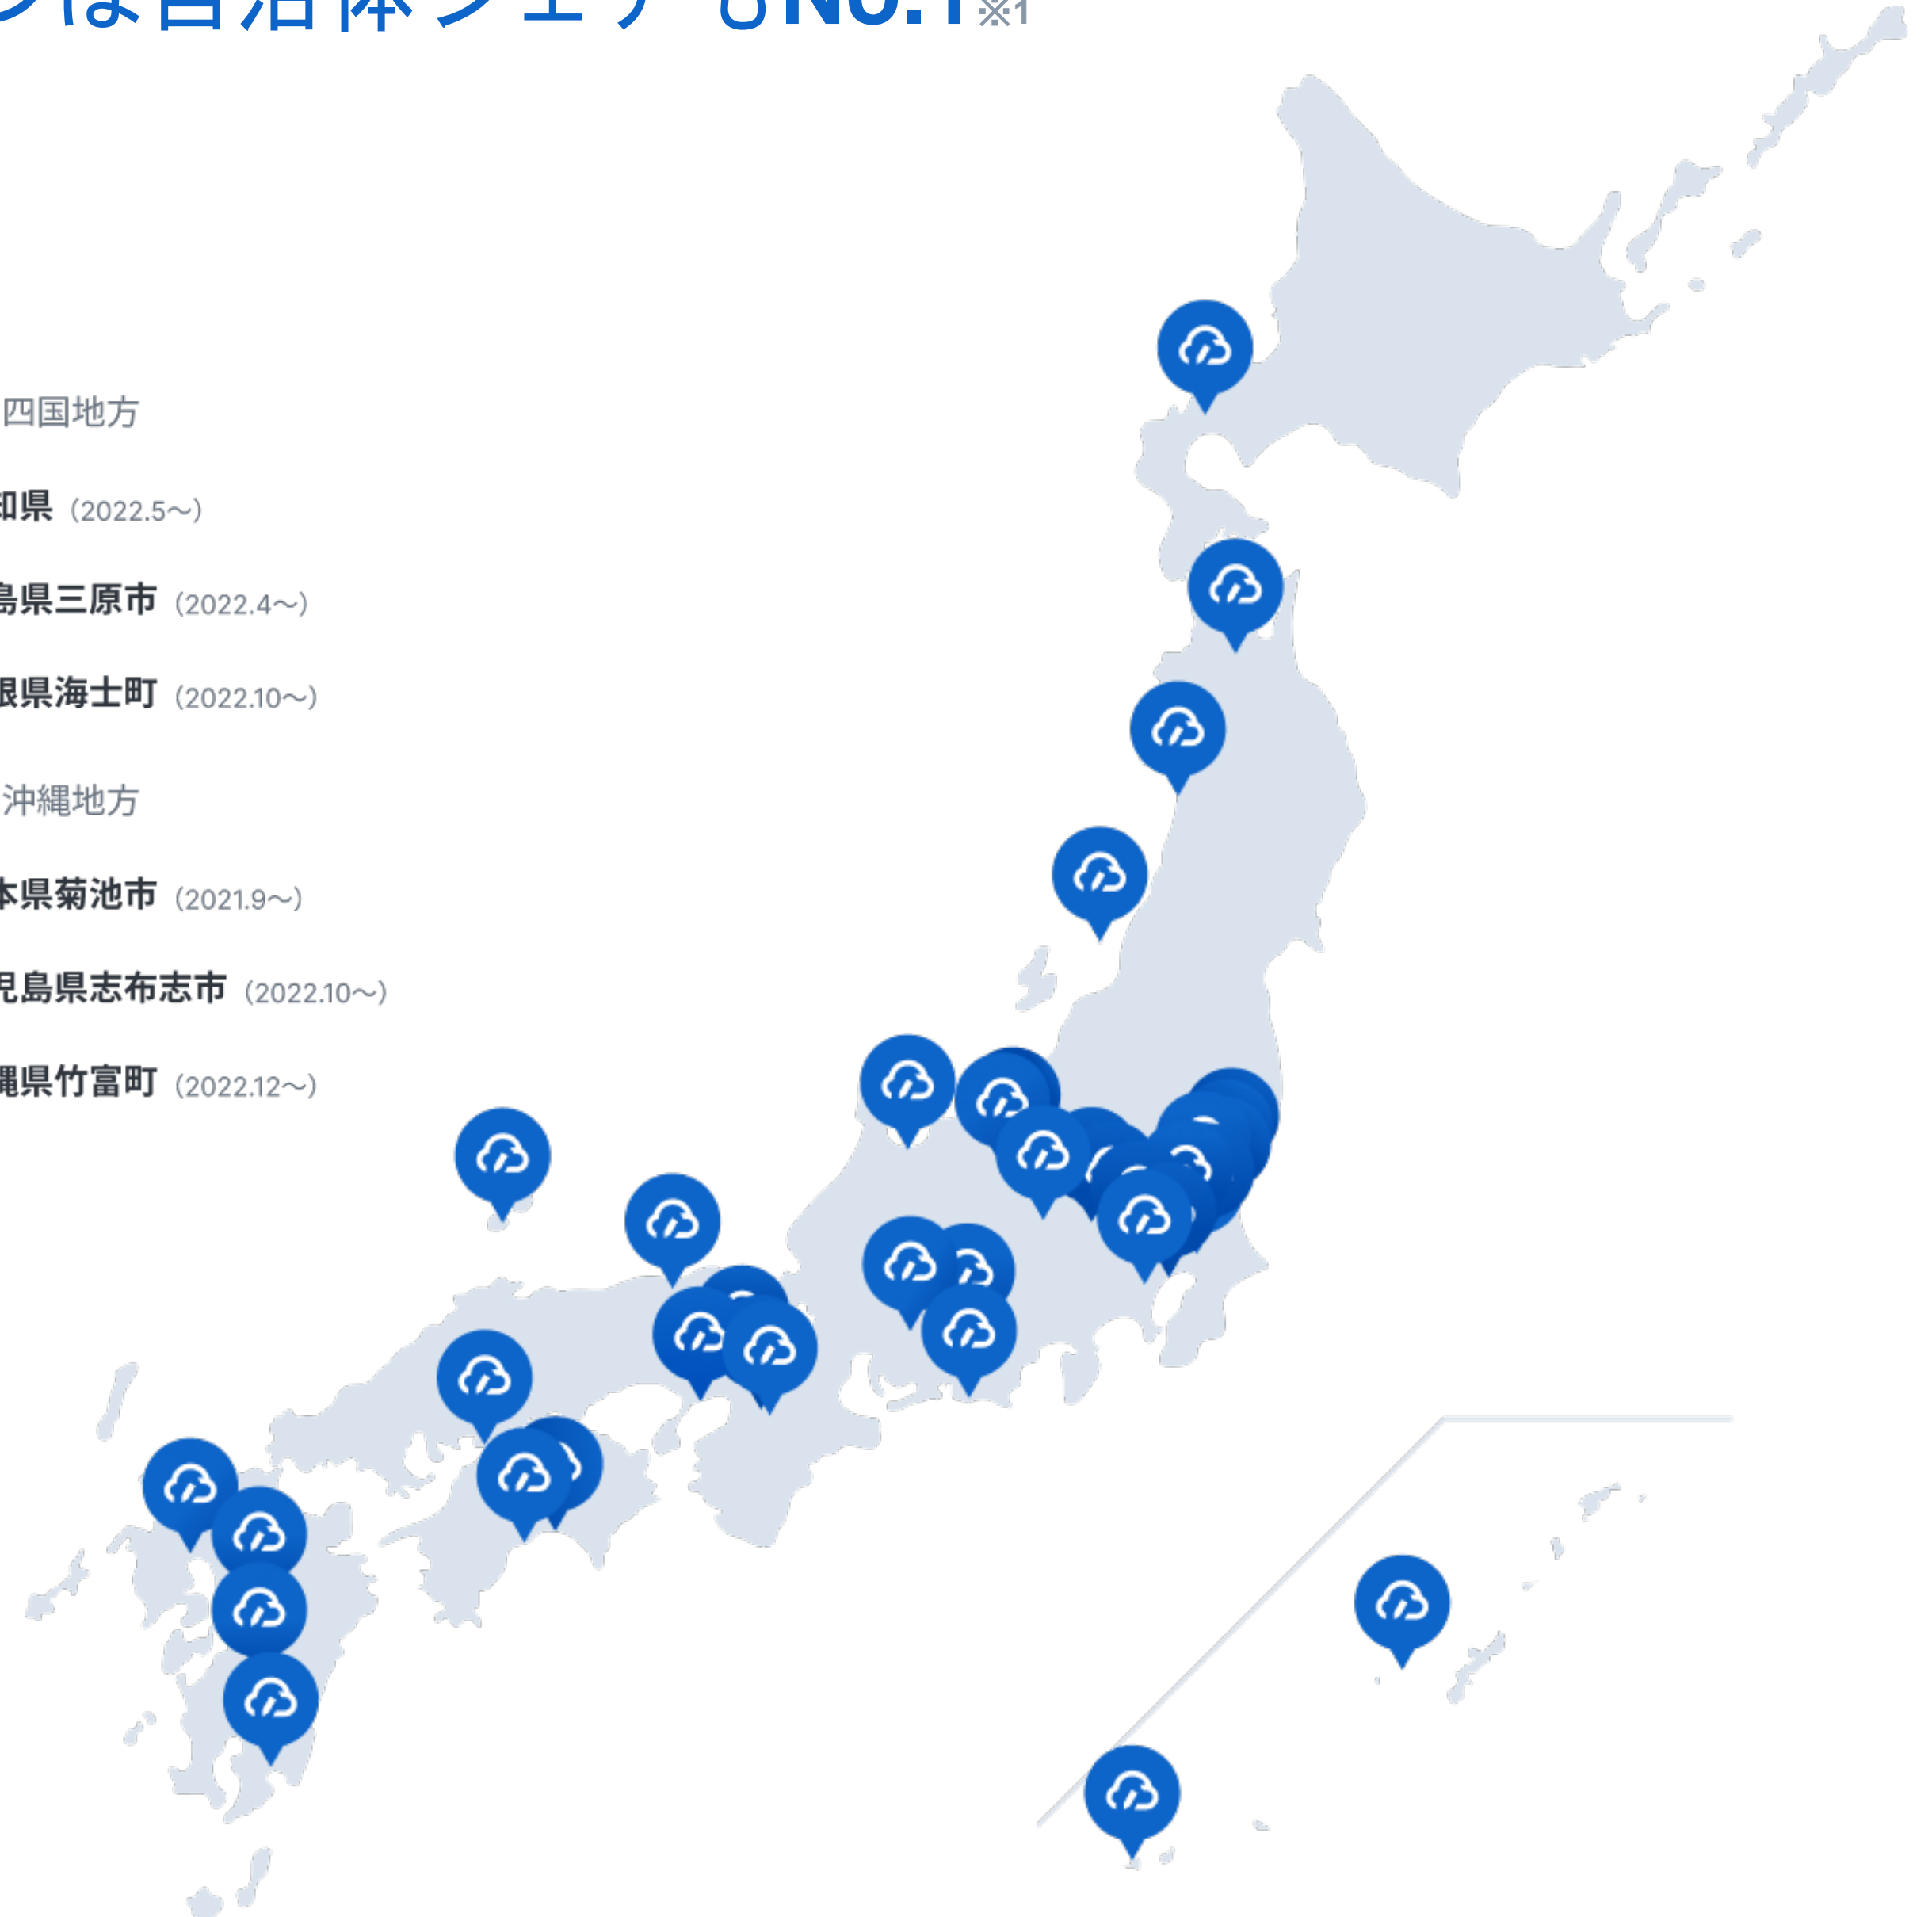 は自治体シェアもNo.1※1
四国地方
知県（2022.5〜）
島県三原市（2022.4〜）
根県海士町（2022.10〜）
沖縄地方
本県菊池市（2021.9〜）
児島県志布志市（2022.10〜）
縄県竹富町（2022.12〜）